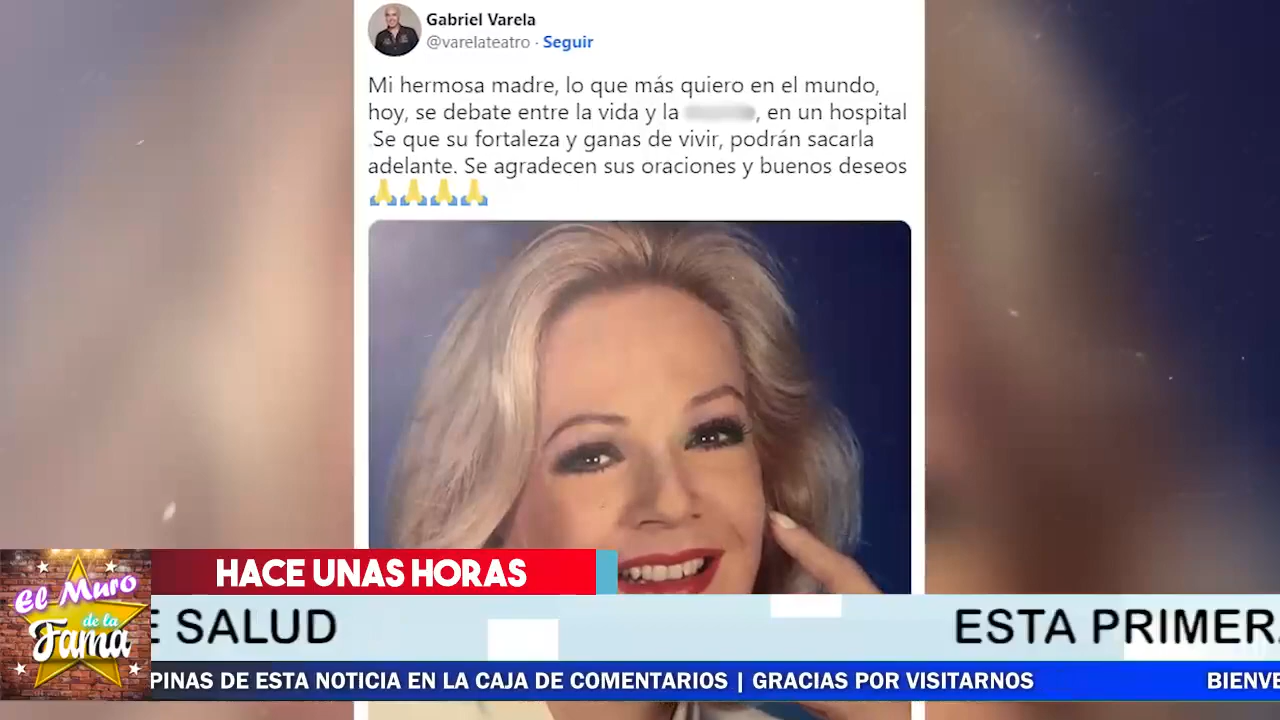 Gabriel Varela
@varelateatro · Seguir
Mi hermosa madre, lo que más quiero en el mundo,
hoy, se debate entre la vida y la , en un hospital
Se que su fortaleza y ganas de vivir, podrán sacarla
adelante. Se agradecen sus oraciones y buenos deseos
🙏🙏🙏🙏
HACE UNAS HORAS
El Muro
de la
Fama
E SALUD ESTA PRIMERA
PINAS DE ESTA NOTICIA EN LA CAJA DE COMENTARIOS | GRACIAS POR VISITARNOS BIENVE